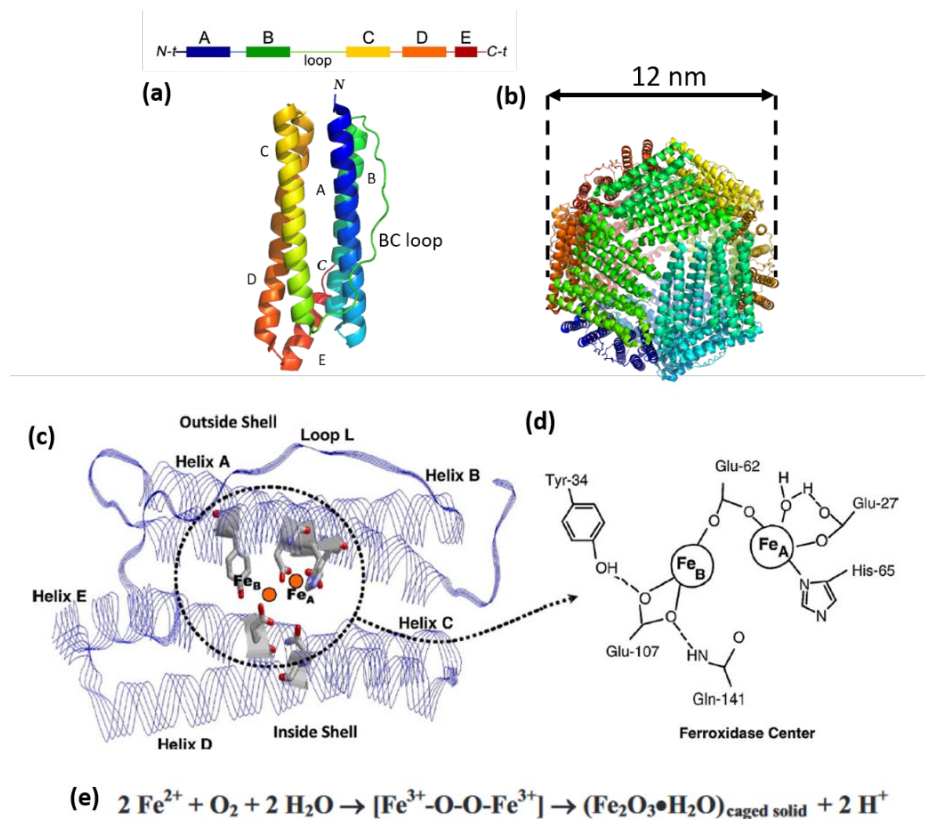 A B C D E
N-t loop C-t
(a) N
C B
A
BC loop
C'
D
E
(b) 12 nm
(c) Outside Shell
Loop L
Helix A
Helix B
Fe_B
Fe_A
Helix E
Helix C
Inside Shell
Helix D
(d)
Glu-62
Tyr-34
H
H
Glu-27
O
O
O
O
Fe_A
Fe_B
OH
O
His-65
N
N
O
HN
O
Glu-107
Gln-141
Ferroxidase Center
(e) 2 Fe²⁺ + O₂ + 2 H₂O → [Fe³⁺-O-O-Fe³⁺] → (Fe₂O₃•H₂O)caged solid + 2 H⁺